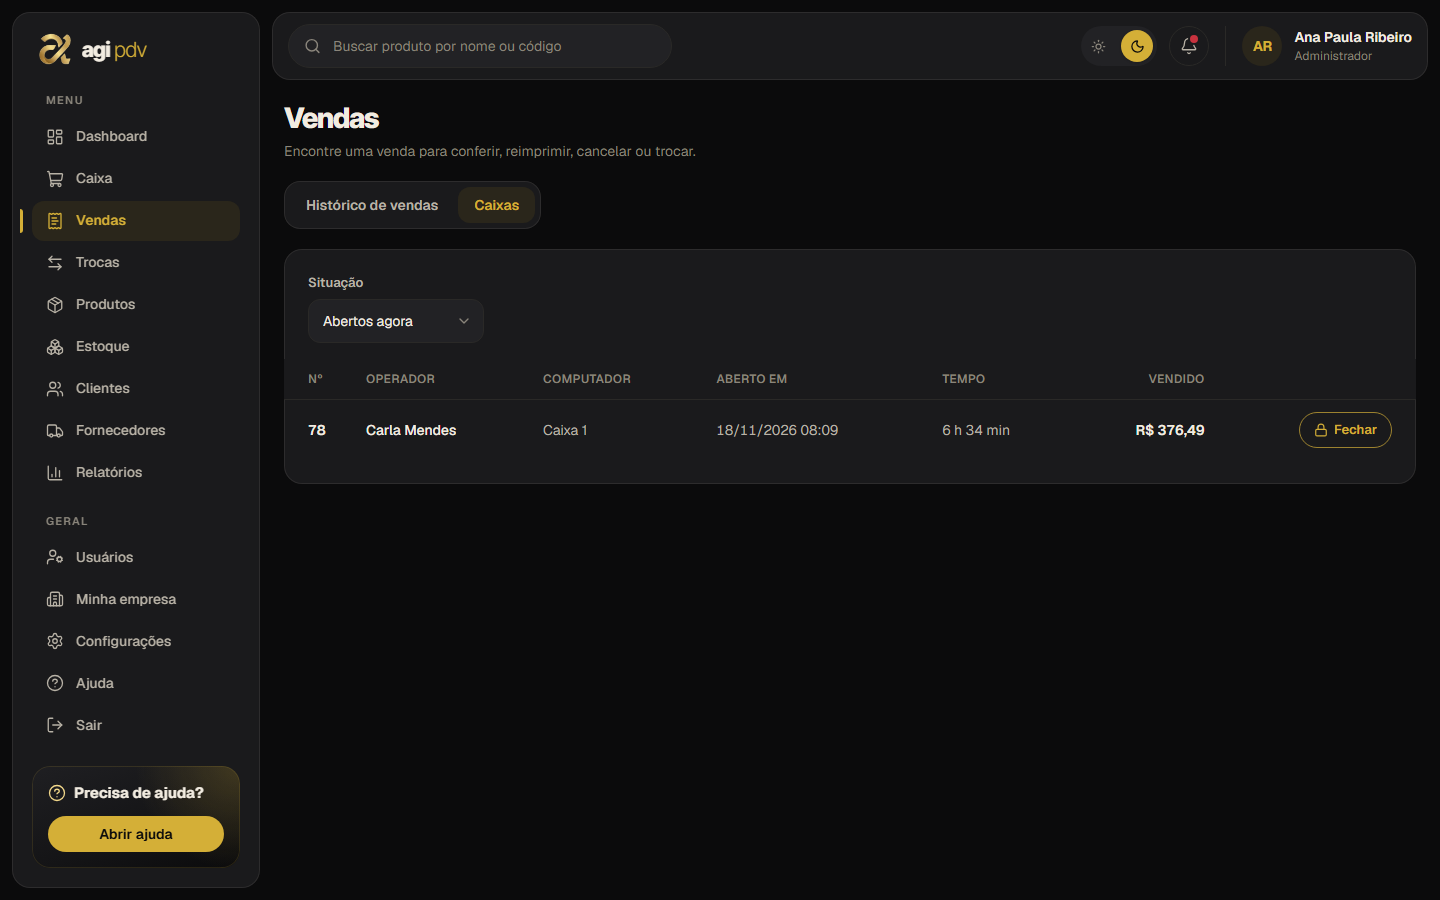 agi pdv
MENU
Dashboard
Caixa
Vendas
Trocas
Produtos
Estoque
Clientes
Fornecedores
Relatórios
GERAL
Usuários
Minha empresa
Configurações
Ajuda
Sair
Precisa de ajuda?
Abrir ajuda
Buscar produto por nome ou código
AR
Ana Paula Ribeiro
Administrador
Vendas
Encontre uma venda para conferir, reimprimir, cancelar ou trocar.
Histórico de vendas Caixas
Situação
Abertos agora
Nº OPERADOR COMPUTADOR ABERTO EM TEMPO VENDIDO
78 Carla Mendes Caixa 1 18/11/2026 08:09 6 h 34 min R$ 376,49 Fechar